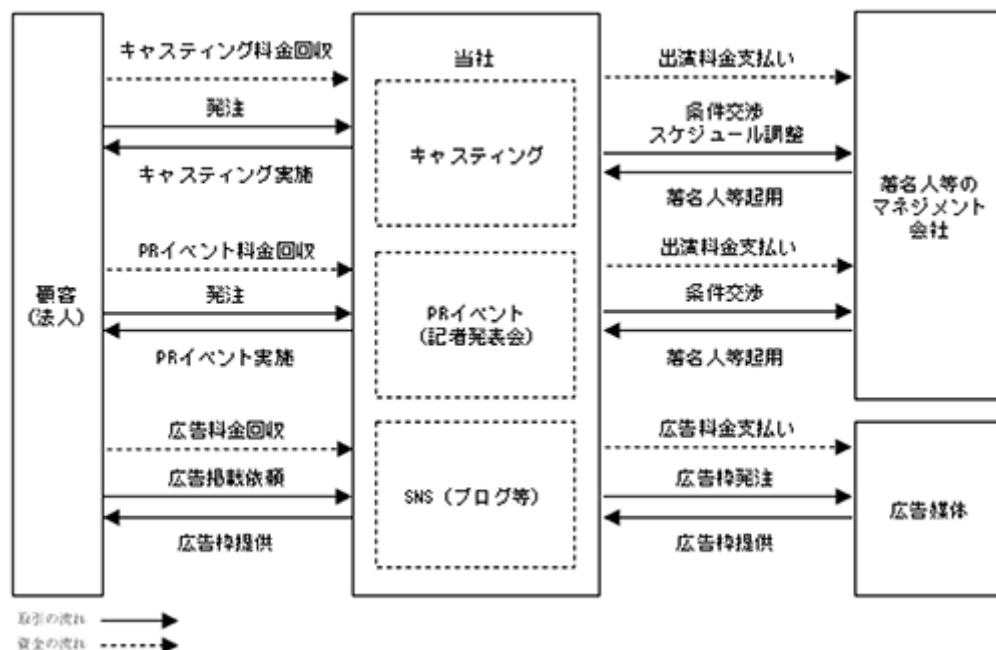 キャスティング料金回収
発注
キャスティング実施
PRイベント料金回収
発注
PRイベント実施
広告料金回収
広告掲載依頼
広告枠提供
顧客
(法人)
当社
キャスティング
PRイベント
(記者発表会)
SNS(ブログ等)
出演料金支払い
条件交渉
スケジュール調整
著名人等起用
出演料金支払い
条件交渉
著名人等起用
広告料金支払い
広告枠発注
広告枠提供
著名人等の
マネジメント
会社
広告媒体
取引の流れ
資金の流れ